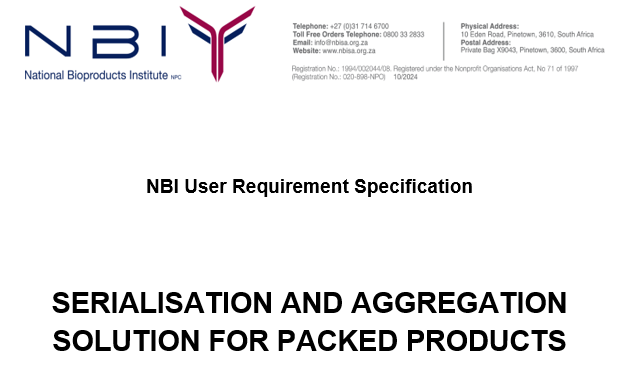 NBI
National Bioproducts Institute NPC
Telephone: +27 (0)31 714 6700
Toll Free Orders Telephone: 0800 33 2833
Email: info@nbisa.org.za
Website: www.nbisa.org.za
Physical Address:
10 Eden Road, Pinetown, 3610, South Africa
Postal Address:
Private Bag X9043, Pinetown, 3600, South Africa
Registration No.: 1994/002044/08. Registered under the Nonprofit Organisations Act, No.71 of 1997
(Registration No.: 020-898-NPO) 10/2024
NBI User Requirement Specification
SERIALISATION AND AGGREGATION
SOLUTION FOR PACKED PRODUCTS